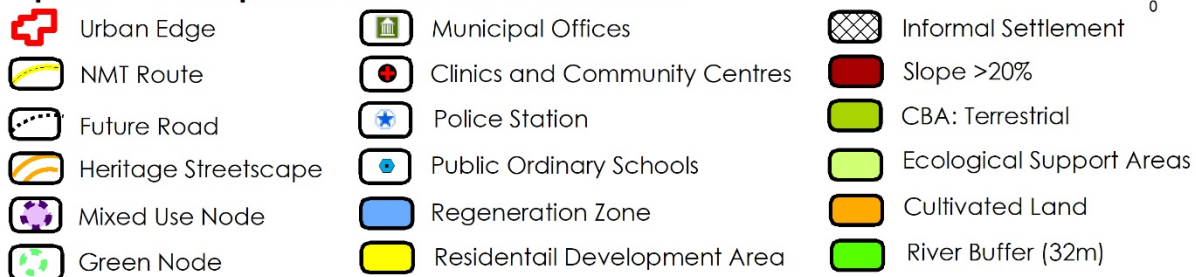 0
Urban Edge
NMT Route
Future Road
Heritage Streetscape
Mixed Use Node
Green Node
Municipal Offices
Clinics and Community Centres
Police Station
Public Ordinary Schools
Regeneration Zone
Residentail Development Area
Informal Settlement
Slope >20%
CBA: Terrestrial
Ecological Support Areas
Cultivated Land
River Buffer (32m)